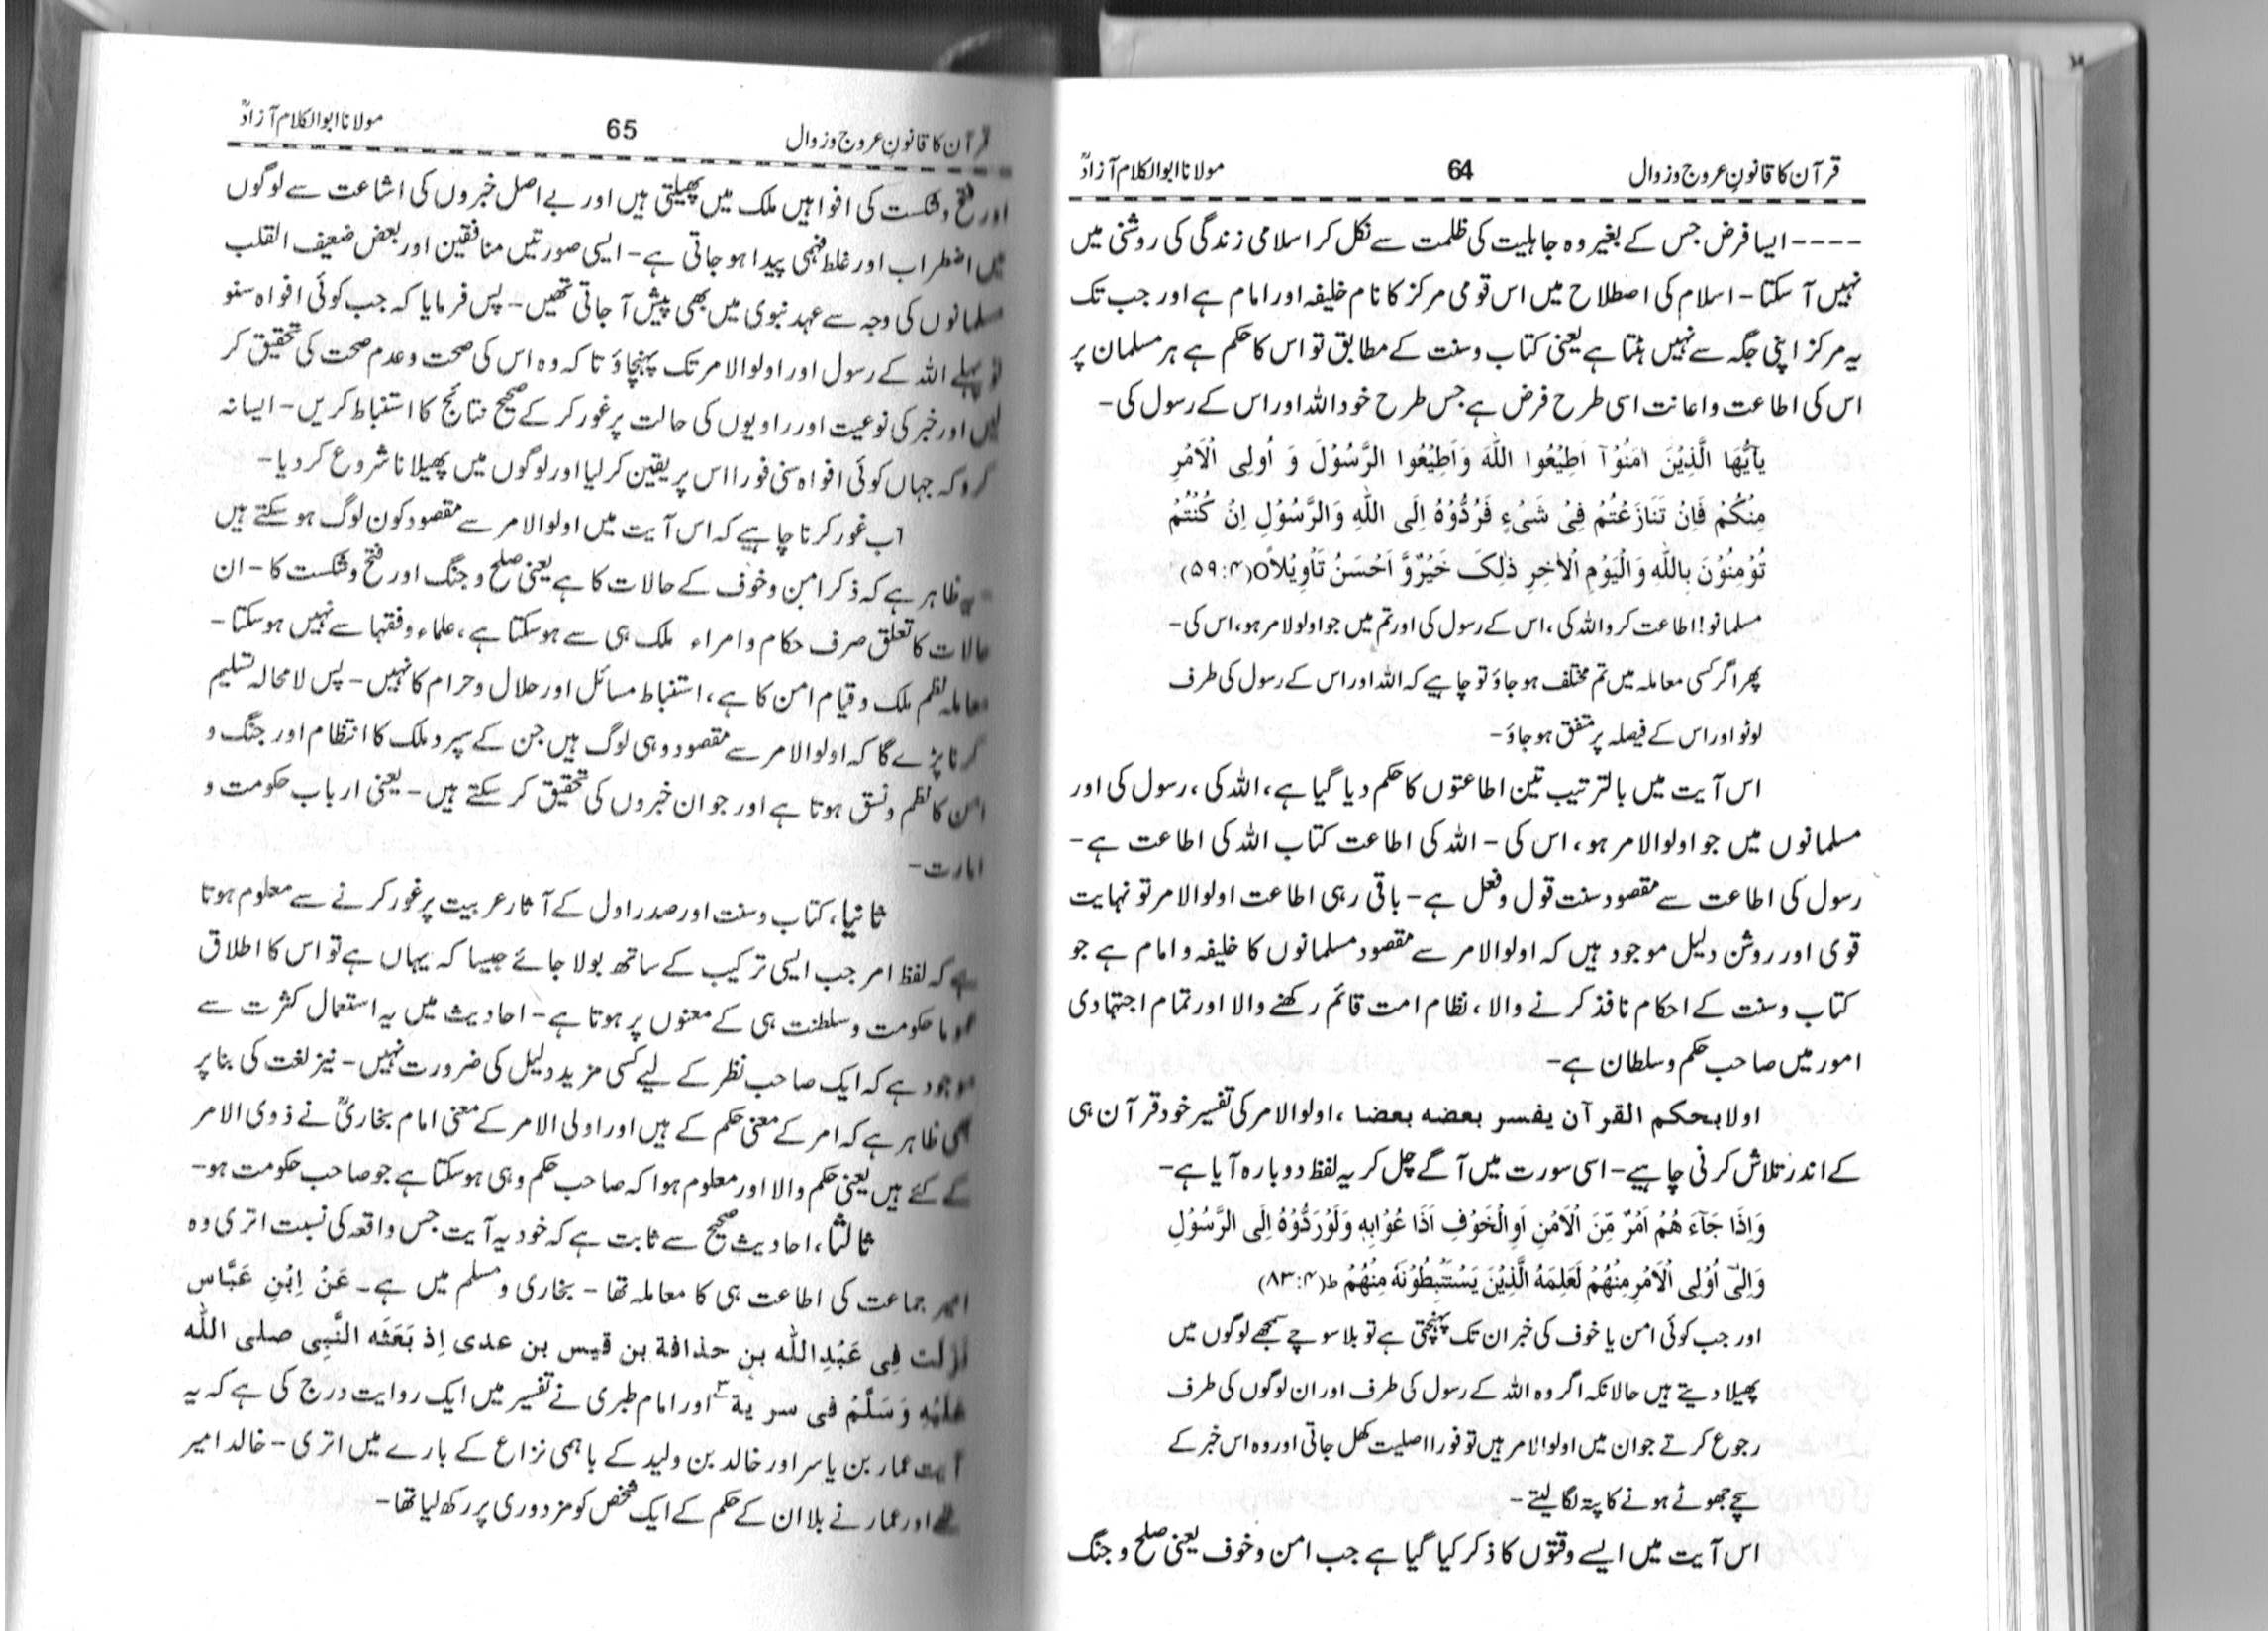 قرآن کا قانونِ عروج وزوال 64 مولانا ابوالکلام آزادؒ
----ایسا فرض جس کے بغیر وہ جاہلیت کی ظلمت سے نکل کر اسلامی زندگی کی روشنی میں
نہیں آ سکتا- اسلام کی اصطلاح میں اس قومی مرکز کا نام خلیفہ اور امام ہے اور جب تک
یہ مرکز اپنی جگہ سے نہیں ہٹتا ہے یعنی کتاب وسنت کے مطابق تو اس کا حکم ہے ہر مسلمان پر
اس کی اطاعت واعانت اسی طرح فرض ہے جس طرح خود اللہ اور اس کے رسول کی-
یٰۤاَیُّھَا الَّذِیْنَ اٰمَنُوْۤا اَطِیْعُوا اللّٰہَ وَاَطِیْعُوا الرَّسُوْلَ وَ اُولِی الْاَمْرِ
مِنْکُمْ فَاِنْ تَنَازَعْتُمْ فِیْ شَیْءٍ فَرُدُّوْہُ اِلَی اللّٰہِ وَالرَّسُوْلِ اِنْ کُنْتُمْ
تُوْمِنُوْنَ بِاللّٰہِ وَالْیَوْمِ الْاٰخِرِ ذٰلِکَ خَیْرٌ وَّ اَحْسَنُ تَاْوِیْلًاO(۵۹:۴)
مسلمانو! اطاعت کرو اللہ کی، اس کے رسول کی اور تم میں جو اولولامر ہو، اس کی-
پھر اگر کسی معاملہ میں تم مختلف ہو جاؤ تو چاہیے کہ اللہ اور اس کے رسول کی طرف
لوٹو اور اس کے فیصلہ پر متفق ہو جاؤ-
اس آیت میں بالترتیب تین اطاعتوں کا حکم دیا گیا ہے، اللہ کی، رسول کی اور
مسلمانوں میں جو اولوالامر ہو، اس کی- اللہ کی اطاعت کتاب اللہ کی اطاعت ہے-
رسول کی اطاعت سے مقصود سنت قول وفعل ہے- باقی رہی اطاعت اولوالامر تو نہایت
قوی اور روشن دلیل موجود ہیں کہ اولوالامر سے مقصود مسلمانوں کا خلیفہ وامام ہے جو
کتاب وسنت کے احکام نافذ کرنے والا، نظام امت قائم رکھنے والا اور تمام اجتہادی
امور میں صاحب حکم وسلطان ہے-
اولا بحکم القرآن یفسر بعضہ بعضا، اولوالامر کی تفسیر خود قرآن ہی
کے اندر تلاش کرنی چاہیے- اسی سورت میں آگے چل کر یہ لفظ دوبارہ آیا ہے-
وَاِذَا جَآءَ ھُمْ اَمْرٌ مِّنَ الْاَمْنِ اَوِالْخَوْفِ اَذَا عُوْابِہٖ وَلَوْرَدُّوْہُ اِلَی الرَّسُوْلِ
وَاِلٰیٓ اُوْلِی الْاَمْرِ مِنْھُمْ لَعَلِمَہُ الَّذِیْنَ یَسْتَنْبِطُوْنَہٗ مِنْھُمْ ط(۸۳:۴)
اور جب کوئی امن یا خوف کی خبر ان تک پہنچتی ہے تو بلا سوچے سمجھے لوگوں میں
پھیلا دیتے ہیں حالانکہ اگر وہ اللہ کے رسول کی طرف اور ان لوگوں کی طرف
رجوع کرتے جو ان میں اولوالامر ہیں تو فورا اصلیت کھل جاتی اور وہ اس خبر کے
سچے جھوٹے ہونے کا پتہ لگا لیتے-
اس آیت میں ایسے وقتوں کا ذکر کیا گیا ہے جب امن وخوف یعنی صلح وجنگ
قرآن کا قانونِ عروج وزوال 65 مولانا ابوالکلام آزادؒ
اور فتح وشکست کی افواہیں ملک میں پھیلتی ہیں اور بے اصل خبروں کی اشاعت سے لوگوں
میں اضطراب اور غلط فہمی پیدا ہو جاتی ہے- ایسی صورتیں منافقین اور بعض ضعیف القلب
مسلمانوں کی وجہ سے عہد نبوی میں بھی پیش آ جاتی تھیں- پس فرمایا کہ جب کوئی افواہ سنو
تو پہلے اللہ کے رسول اور اولوالامر تک پہنچاؤ تا کہ وہ اس کی صحت وعدم صحت کی تحقیق کر
لیں اور خبر کی نوعیت اور راویوں کی حالت پر غور کر کے صحیح نتائج کا استنباط کریں- ایسا نہ
کرو کہ جہاں کوئی افواہ سنی فورا اس پر یقین کر لیا اور لوگوں میں پھیلانا شروع کر دیا-
اب غور کرنا چاہیے کہ اس آیت میں اولوالامر سے مقصود کون لوگ ہو سکتے ہیں
یہ ظاہر ہے کہ ذکر امن وخوف کے حالات کا ہے یعنی صلح وجنگ اور فتح وشکست کا- ان
حالات کا تعلق صرف حکام وامراء ملک ہی سے ہو سکتا ہے، علماء وفقہا سے نہیں ہو سکتا-
معاملہ نظم ملک وقیام امن کا ہے، استنباط مسائل اور حلال وحرام کا نہیں- پس لامحالہ تسلیم
کرنا پڑے گا کہ اولوالامر سے مقصود وہی لوگ ہیں جن کے سپرد ملک کا انتظام اور جنگ و
امن کا نظم ونسق ہوتا ہے اور جو ان خبروں کی تحقیق کر سکتے ہیں- یعنی ارباب حکومت و
امارت-
ثانیا، کتاب وسنت اور صدر اول کے آثار عربیت پر غور کرنے سے معلوم ہوتا
ہے کہ لفظ امر جب ایسی ترکیب کے ساتھ بولا جائے جیسا کہ یہاں ہے تو اس کا اطلاق
عموما حکومت وسلطنت ہی کے معنوں پر ہوتا ہے- احادیث میں یہ استعمال کثرت سے
موجود ہے کہ ایک صاحب نظر کے لیے کسی مزید دلیل کی ضرورت نہیں- نیز لغت کی بنا پر
بھی ظاہر ہے کہ امر کے معنی حکم کے ہیں اور اولی الامر کے معنی امام بخاریؒ نے ذوی الامر
کے کئے ہیں یعنی حکم والا اور معلوم ہوا کہ صاحب حکم وہی ہو سکتا ہے جو صاحب حکومت ہو-
ثالثا، احادیث صحیح سے ثابت ہے کہ خود یہ آیت جس واقعہ کی نسبت اتری وہ
امیر جماعت کی اطاعت ہی کا معاملہ تھا- بخاری ومسلم میں ہے۔ عَنْ اِبْنِ عَبَّاس
نزلت فِی عَبْدِاللّٰہ بن حذافة بن قیس بن عدی اِذ بَعَثَه النَّبِی صلی اللّٰه
علیْهِ وَسَلَّمُ فی سریة۳ اور امام طبری نے تفسیر میں ایک روایت درج کی ہے کہ یہ
آیت عمار بن یاسر اور خالد بن ولید کے باہمی نزاع کے بارے میں اتری- خالد امیر
تھے اور عمار نے بلا ان کے حکم کے ایک شخص کو مزدوری پر رکھ لیا تھا-